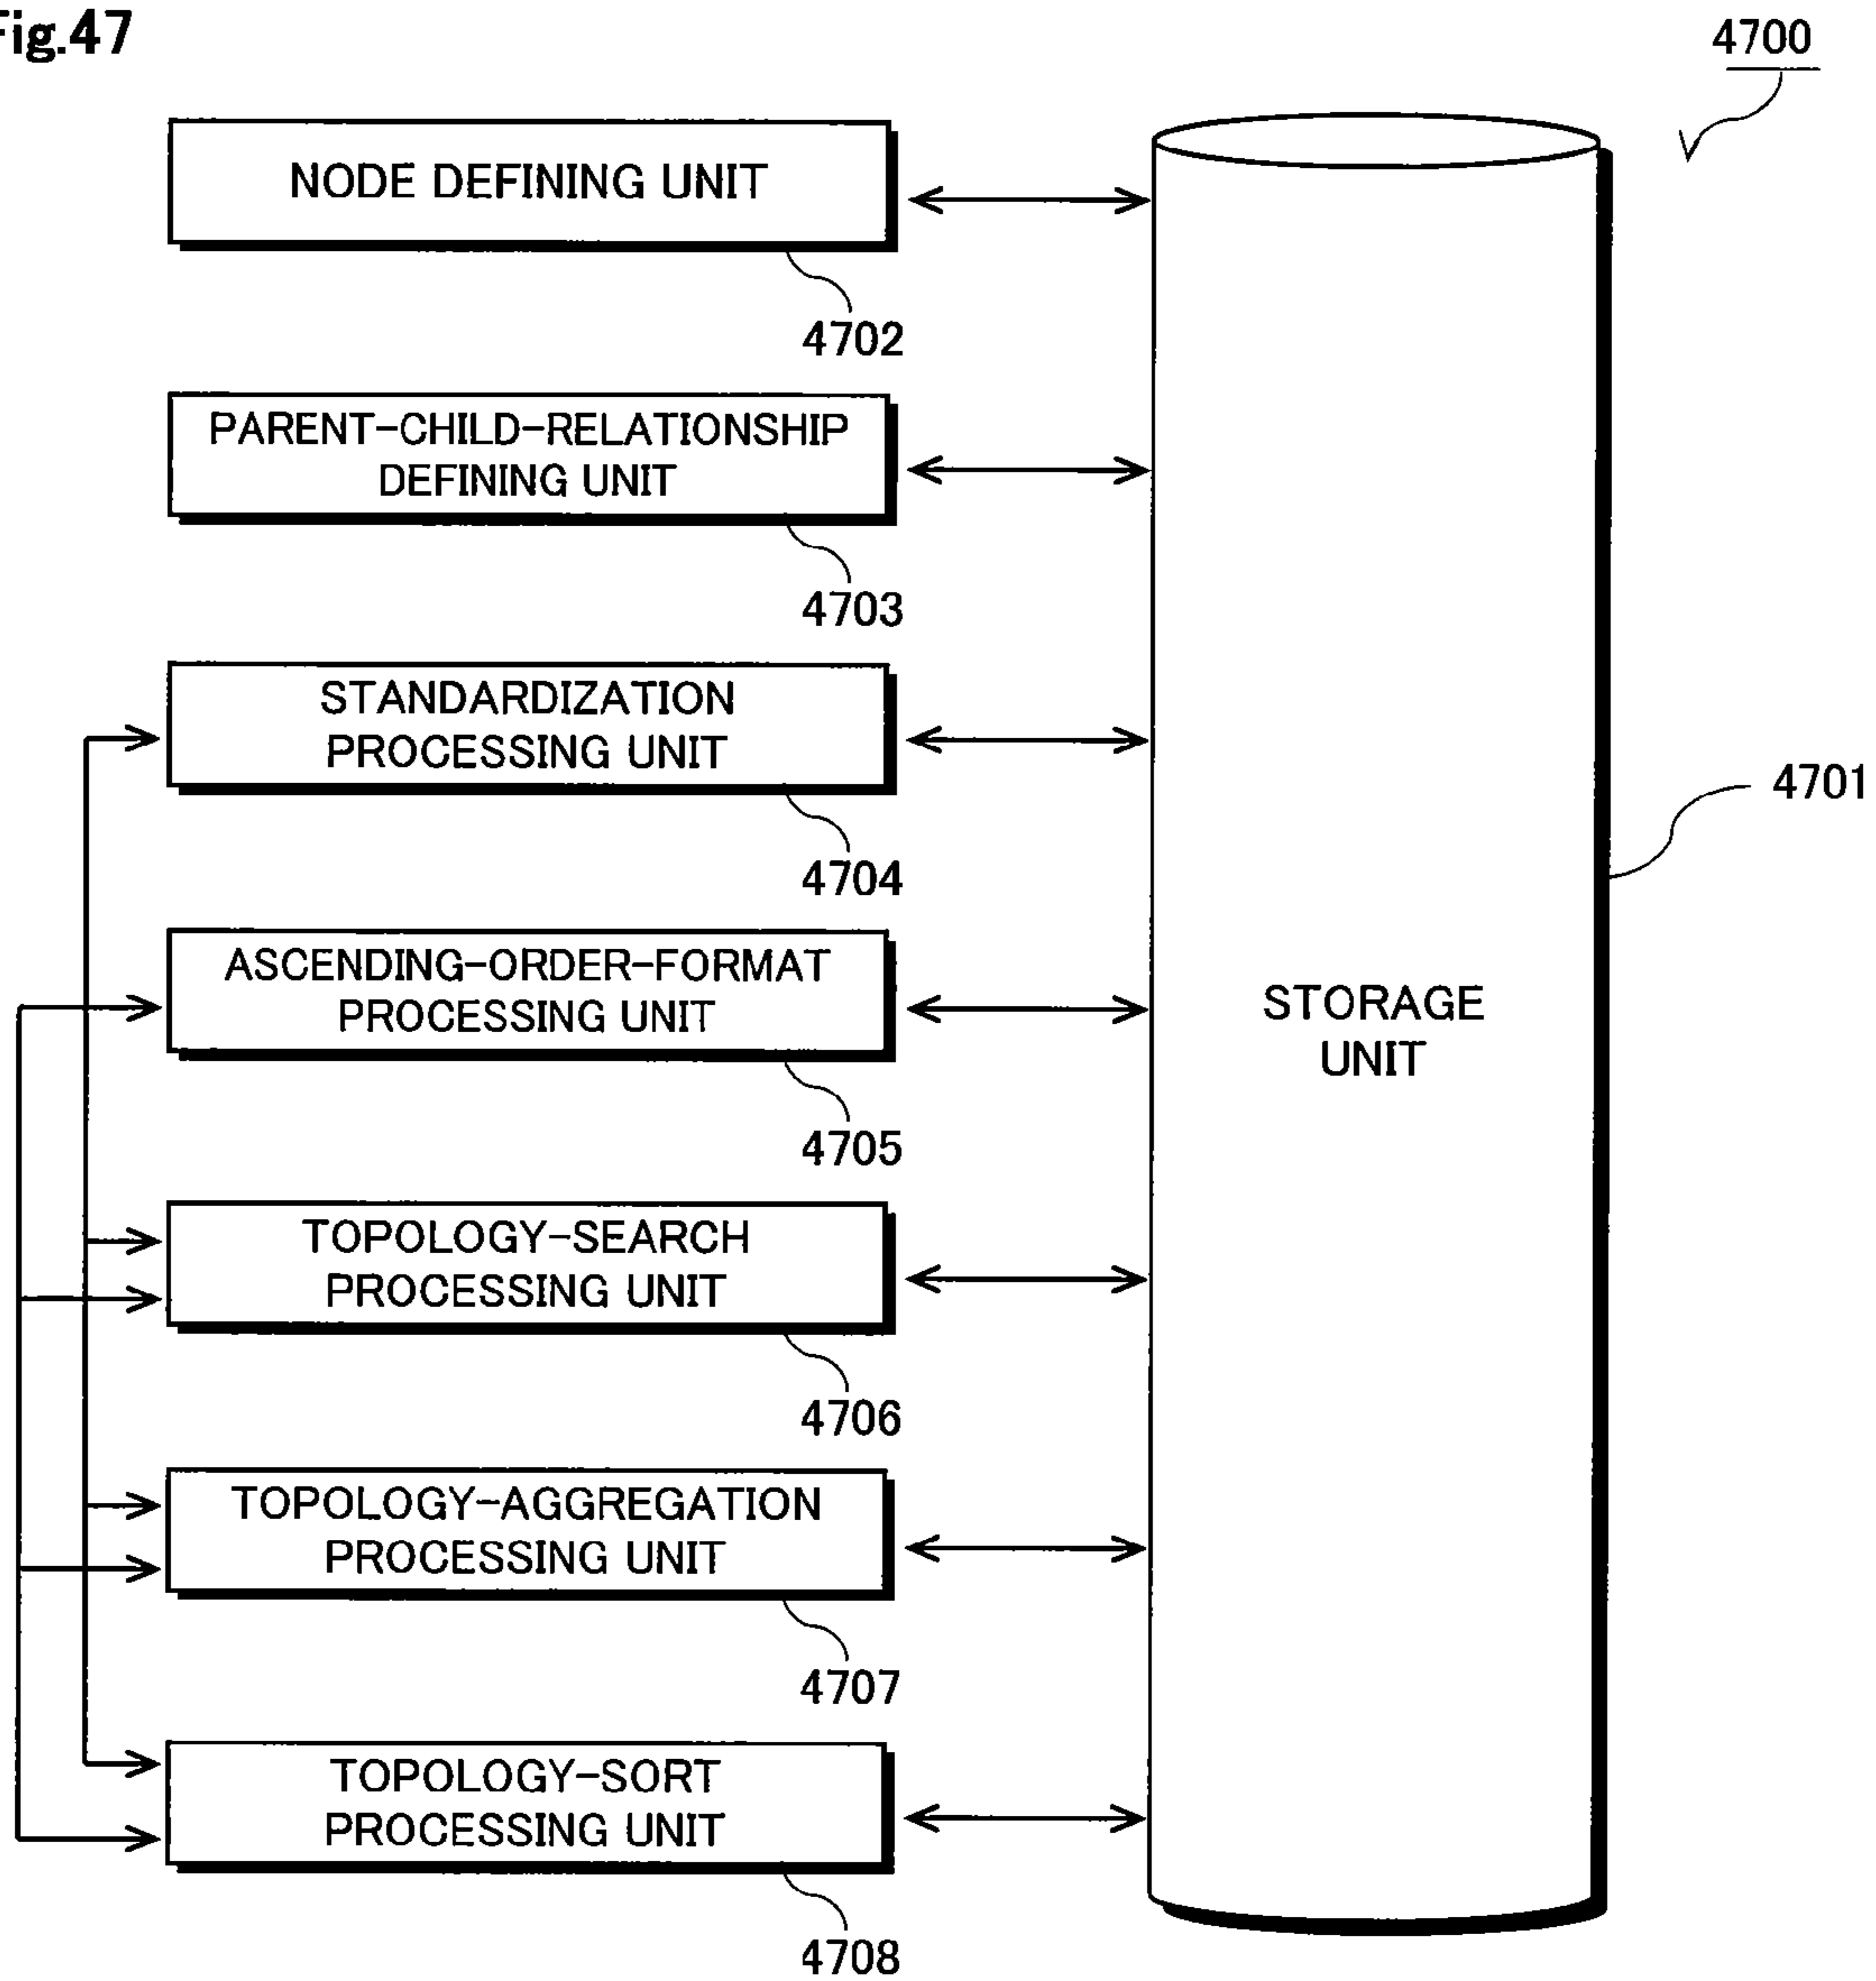 Fig.47
4700
NODE DEFINING UNIT
4702
PARENT-CHILD-RELATIONSHIP
DEFINING UNIT
4703
STANDARDIZATION
PROCESSING UNIT
4704
4701
ASCENDING-ORDER-FORMAT
PROCESSING UNIT
4705
STORAGE
UNIT
TOPOLOGY-SEARCH
PROCESSING UNIT
4706
TOPOLOGY-AGGREGATION
PROCESSING UNIT
4707
TOPOLOGY-SORT
PROCESSING UNIT
4708